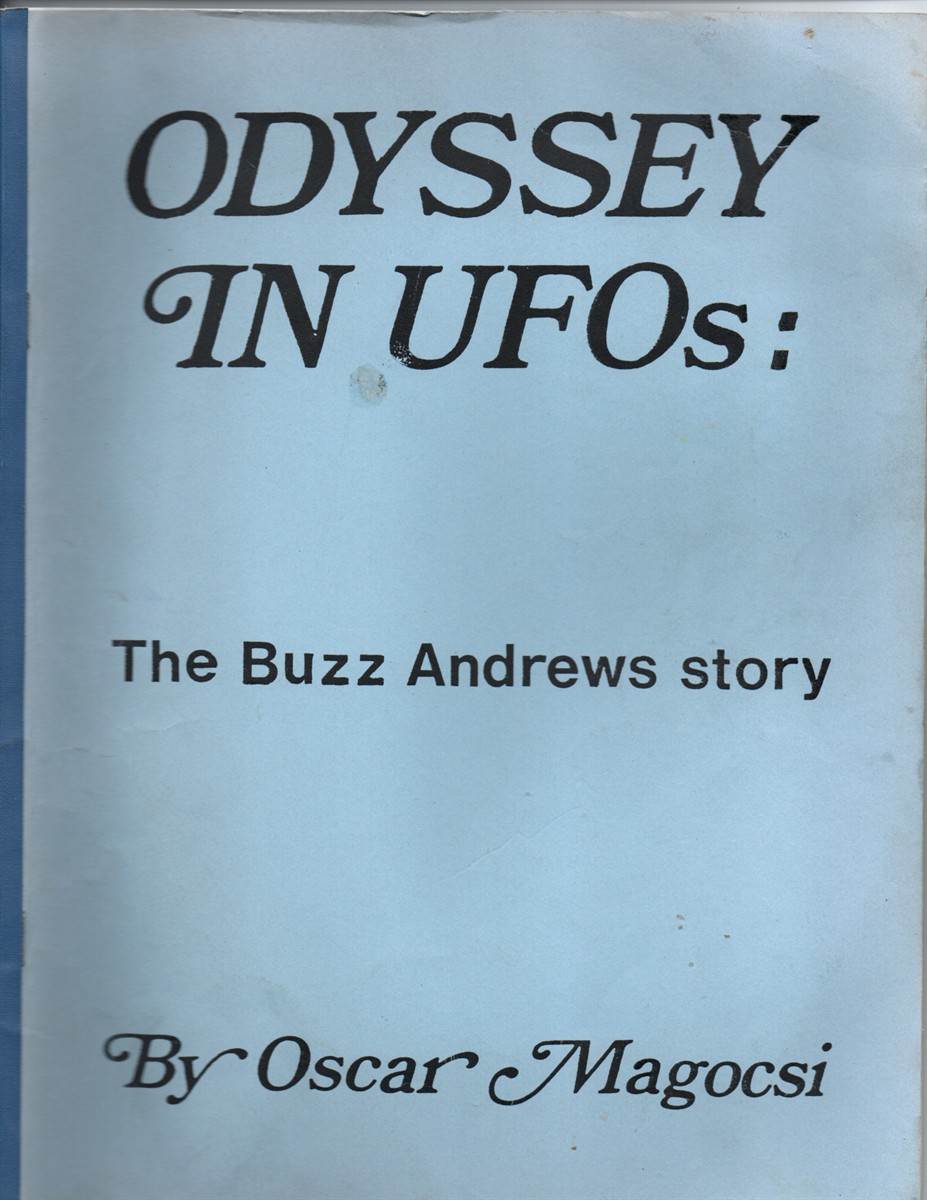 ODYSSEY
IN UFOs:
The Buzz Andrews story
By Oscar Magocsi